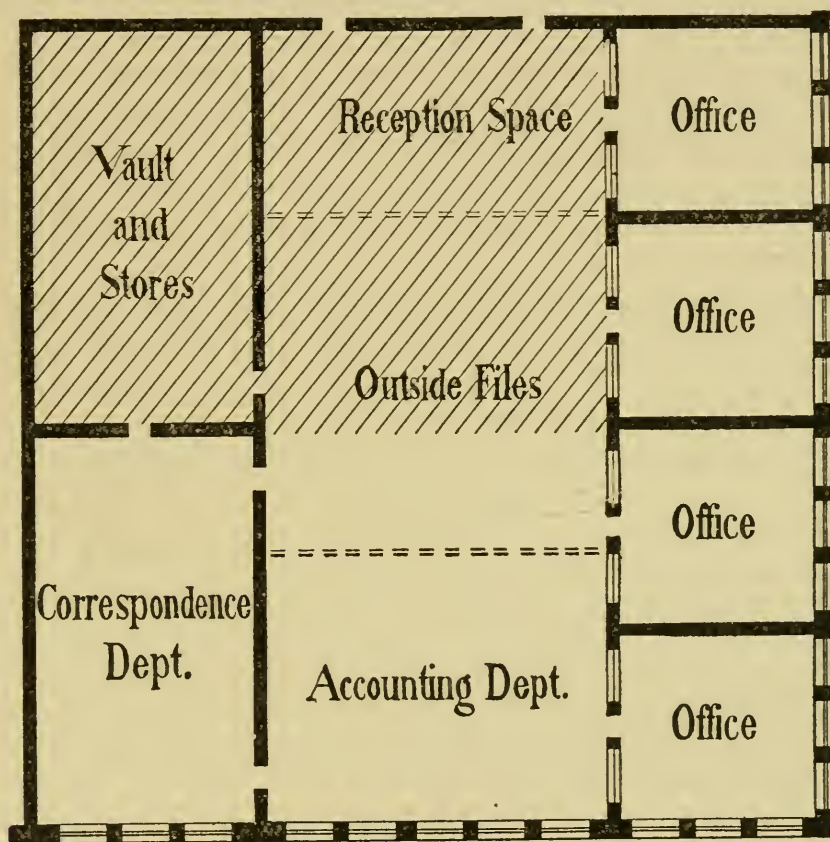 Vault
and
Stores
Reception Space
Office
Outside Files
Office
Office
Correspondence
Dept.
Accounting Dept.
Office